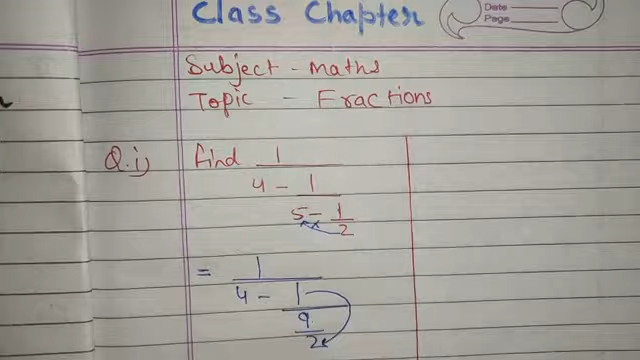 Class Chapter
Date
Page
Subject - maths
Topic - Fractions
Q.i) find 1
4 - 1
5 - 1
2
= 1
4 - 1
9
2